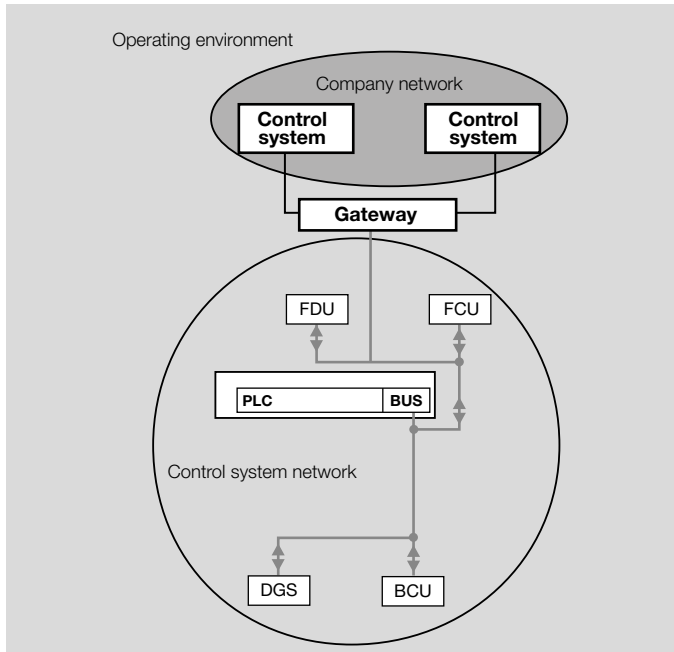 Operating environment
Company network
Control
system
Control
system
Gateway
FDU
FCU
PLC
BUS
Control system network
DGS
BCU